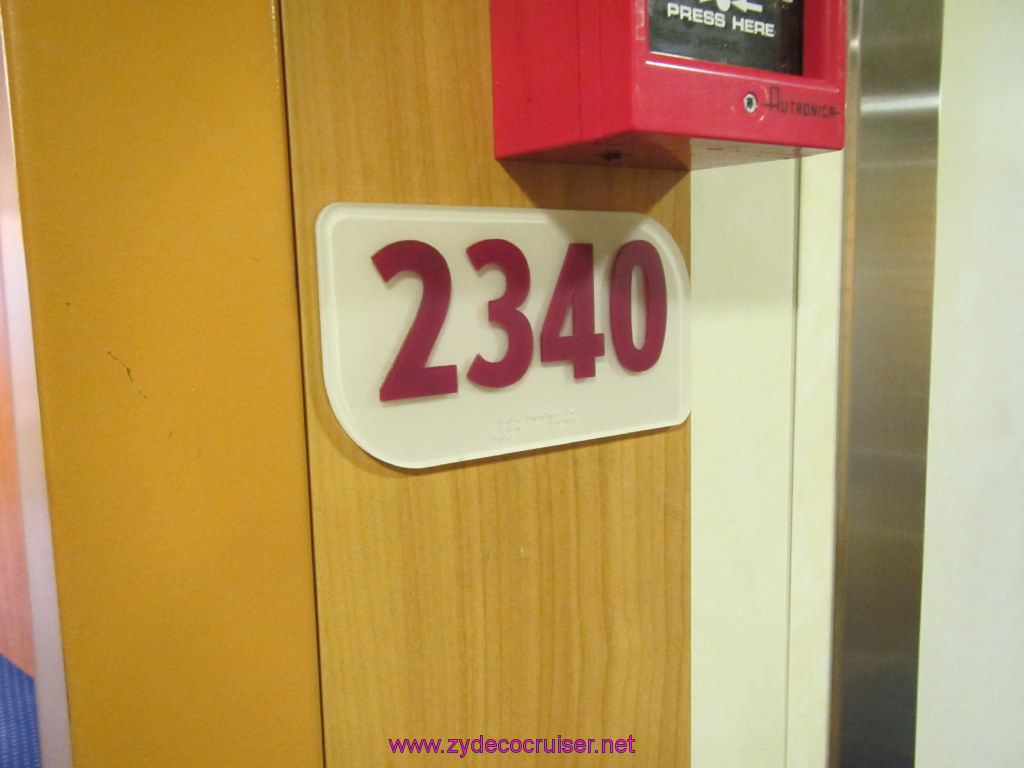 PRESS HERE
AUTRONICA
2340
www.zydecocruiser.net